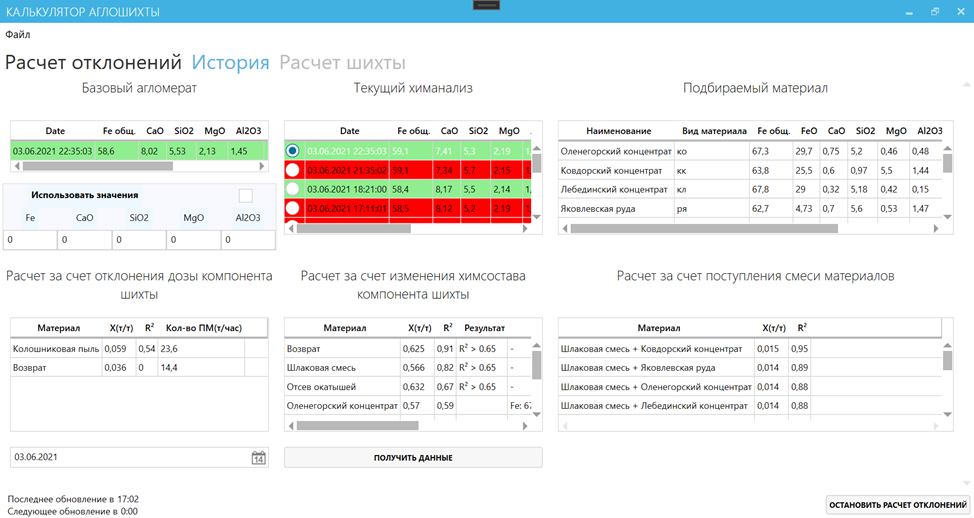 КАЛЬКУЛЯТОР АГЛОШИХТЫ
Файл
Расчет отклонений История Расчет шихты
Базовый агломерат
Date Fe общ. CaO SiO2 MgO Al2O3
03.06.2021 22:35:03 58,6 8,02 5,53 2,13 1,45
Использовать значения
Fe CaO SiO2 MgO Al2O3
0 0 0 0 0
Текущий химанализ
Date Fe общ. CaO SiO2 MgO
03.06.2021 22:35:03 59,1 7,41 5,3 2,19 1
03.06.2021 21:35:02 59,1 7,34 5,7 2,15 1
03.06.2021 18:21:00 58,4 8,17 5,5 2,14 1
03.06.2021 17:11:01 58,5 8,12 5,2 2,19 1
Подбираемый материал
Наименование Вид материала Fe общ. FeO CaO SiO2 MgO Al2O3
Оленегорский концентрат ко 67,3 29,7 0,75 5,2 0,46 0,48
Ковдорский концентрат кк 63,8 25,5 0,6 0,97 5,5 1,44
Лебединский концентрат кл 67,8 29 0,32 5,18 0,42 0,15
Яковлевская руда ря 62,7 4,73 0,7 5,6 0,53 1,47
Расчет за счет отклонения дозы компонента
шихты
Материал X(т/т) R² Кол-во ПМ(т/час)
Колошниковая пыль 0,059 0,54 23,6
Возврат 0,036 0 14,4
Расчет за счет изменения химсостава
компонента шихты
Материал X(т/т) R² Результат
Возврат 0,625 0,91 R² > 0.65 -
Шлаковая смесь 0,566 0,82 R² > 0.65 -
Отсев окатышей 0,632 0,67 R² > 0.65 -
Оленегорский концентрат 0,57 0,59 Fe: 67
Расчет за счет поступления смеси материалов
Материал X(т/т) R²
Шлаковая смесь + Ковдорский концентрат 0,015 0,95
Шлаковая смесь + Яковлевская руда 0,014 0,89
Шлаковая смесь + Оленегорский концентрат 0,014 0,88
Шлаковая смесь + Лебединский концентрат 0,014 0,88
03.06.2021 14
ПОЛУЧИТЬ ДАННЫЕ
Последнее обновление в 17:02
Следующее обновление в 0:00
ОСТАНОВИТЬ РАСЧЕТ ОТКЛОНЕНИЙ